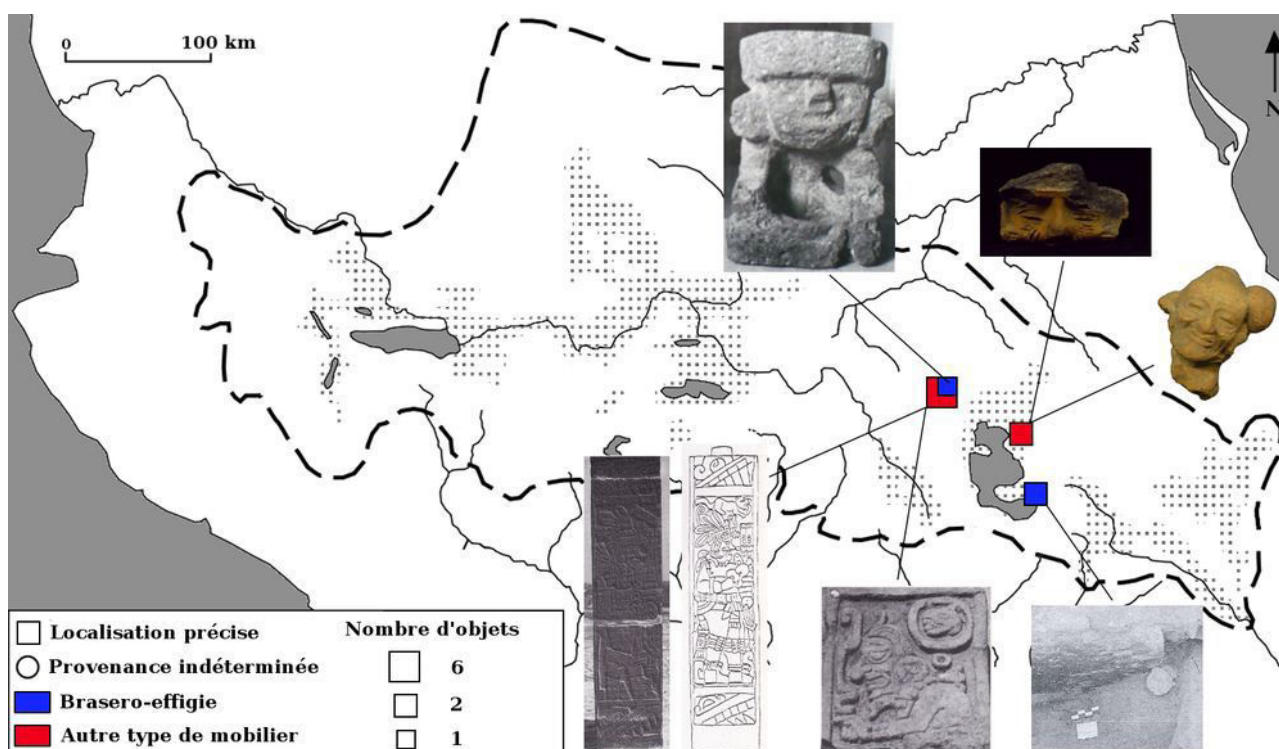 0 100 km
N
Localisation précise
Provenance indéterminée
Brasero-effigie
Autre type de mobilier
Nombre d'objets
6
2
1